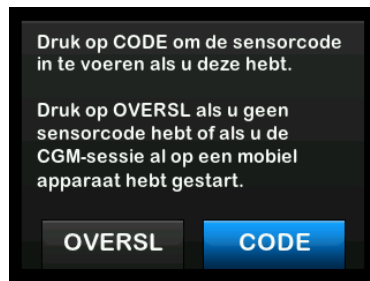 Druk op CODE om de sensorcode
in te voeren als u deze hebt.
Druk op OVERSL als u geen
sensorcode hebt of als u de
CGM-sessie al op een mobiel
apparaat hebt gestart.
OVERSL
CODE